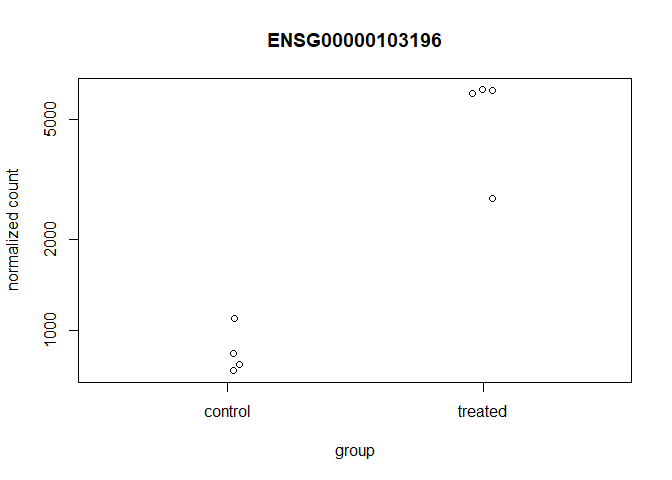 ENSG00000103196
normalized count
5000
2000
1000
control
treated
group